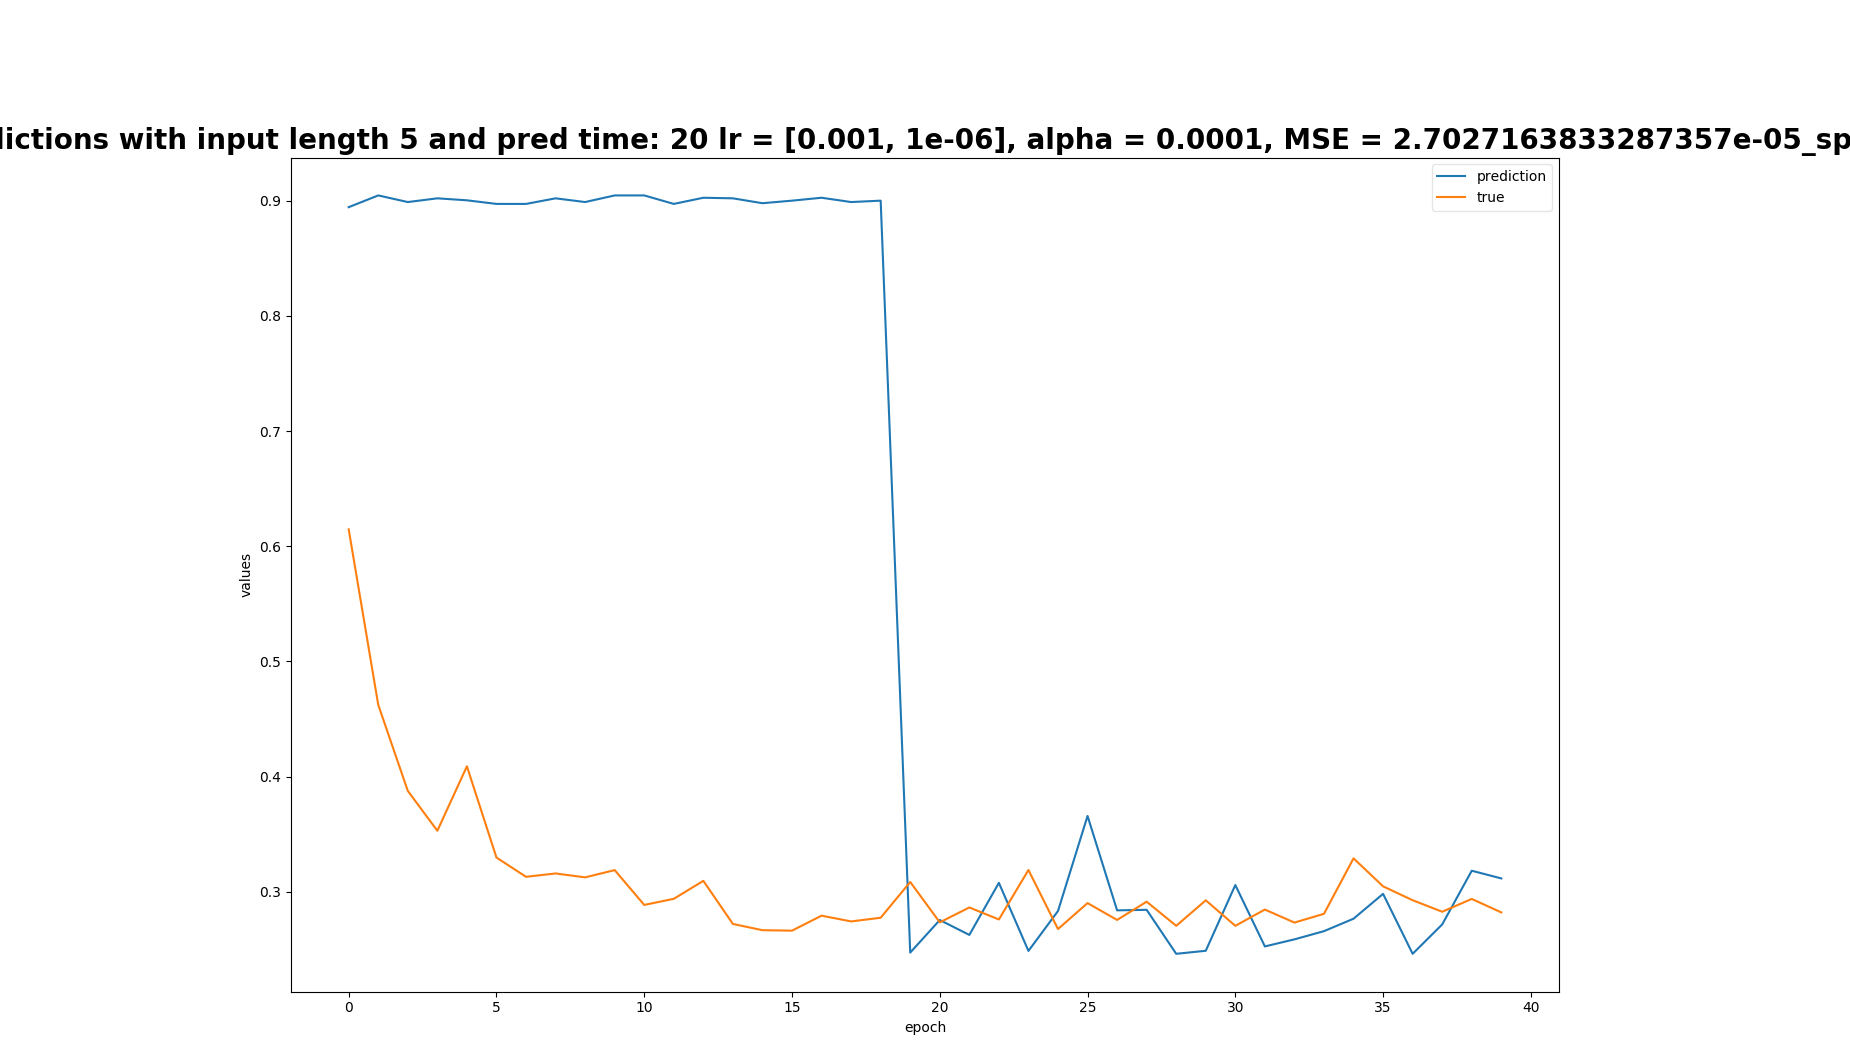 dictions with input length 5 and pred time: 20 lr = [0.001, 1e-06], alpha = 0.0001, MSE = 2.7027163833287357e-05_sp
prediction
true
0.9
0.8
0.7
0.6
0.5
0.4
0.3
values
0 5 10 15 20 25 30 35 40
epoch